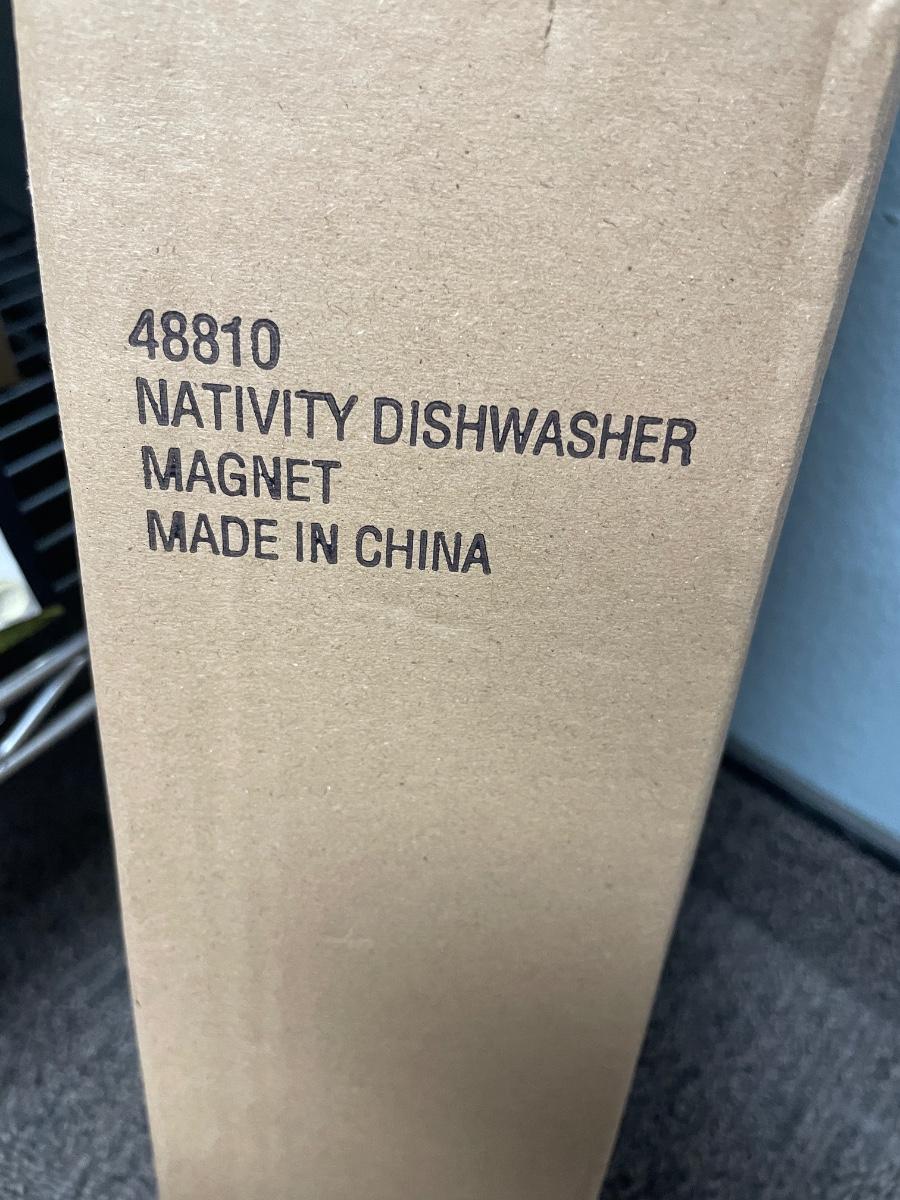 48810
NATIVITY DISHWASHER
MAGNET
MADE IN CHINA